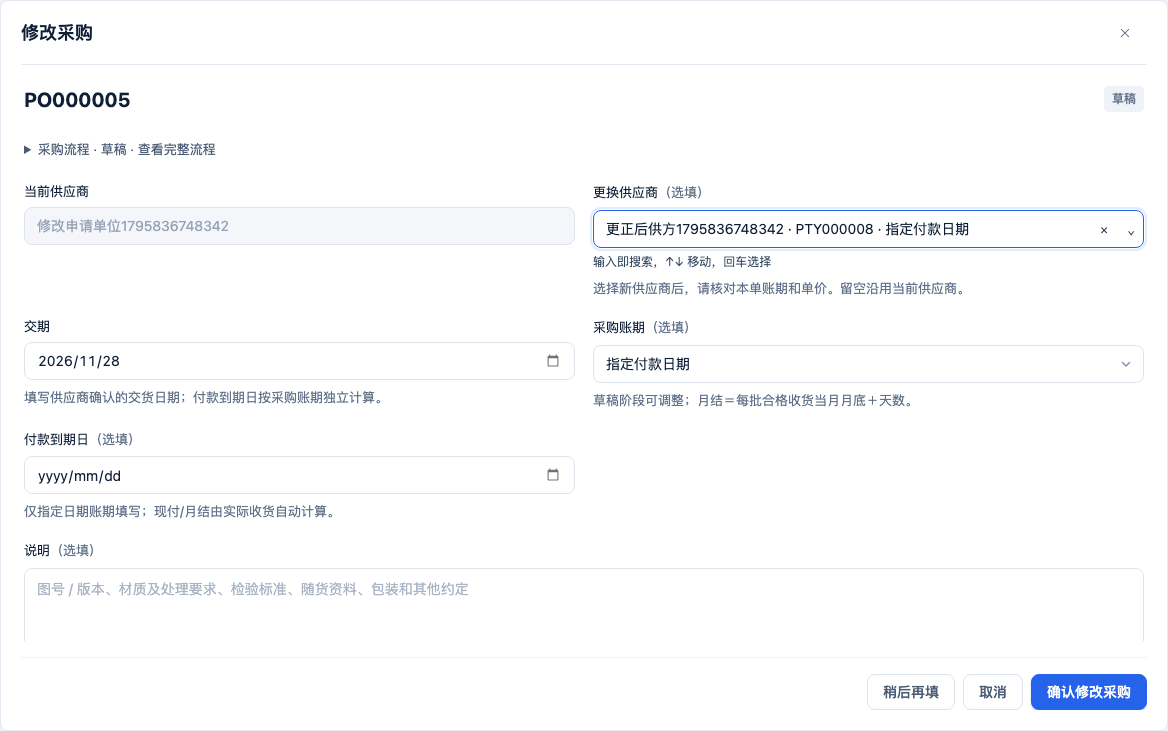 修改采购
×
PO000005
草稿
▶ 采购流程 · 草稿 · 查看完整流程
当前供应商
修改申请单位1795836748342
更换供应商（选填）
更正后供方1795836748342 · PTY000008 · 指定付款日期
×
输入即搜索，↑↓ 移动，回车选择
选择新供应商后，请核对本单账期和单价。留空沿用当前供应商。
交期
2026/11/28
填写供应商确认的交货日期；付款到期日按采购账期独立计算。
采购账期（选填）
指定付款日期
草稿阶段可调整；月结＝每批合格收货当月月底＋天数。
付款到期日（选填）
yyyy/mm/dd
仅指定日期账期填写；现付/月结由实际收货自动计算。
说明（选填）
图号 / 版本、材质及处理要求、检验标准、随货资料、包装和其他约定
稍后再填
取消
确认修改采购